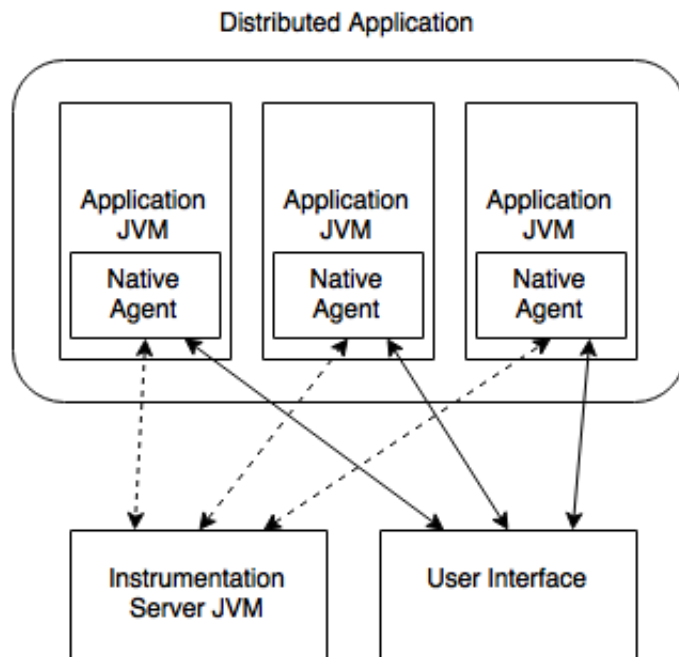 Distributed Application
Application
JVM
Native
Agent
Application
JVM
Native
Agent
Application
JVM
Native
Agent
Instrumentation
Server JVM
User Interface